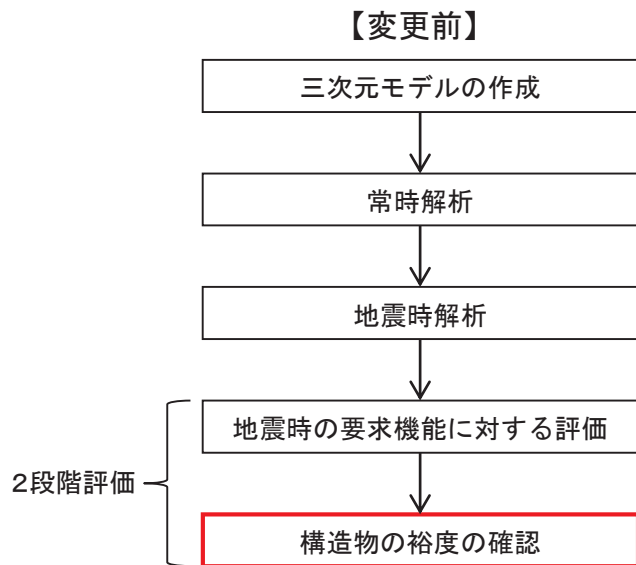 【変更前】
三次元モデルの作成
常時解析
地震時解析
地震時の要求機能に対する評価
2段階評価
構造物の裕度の確認